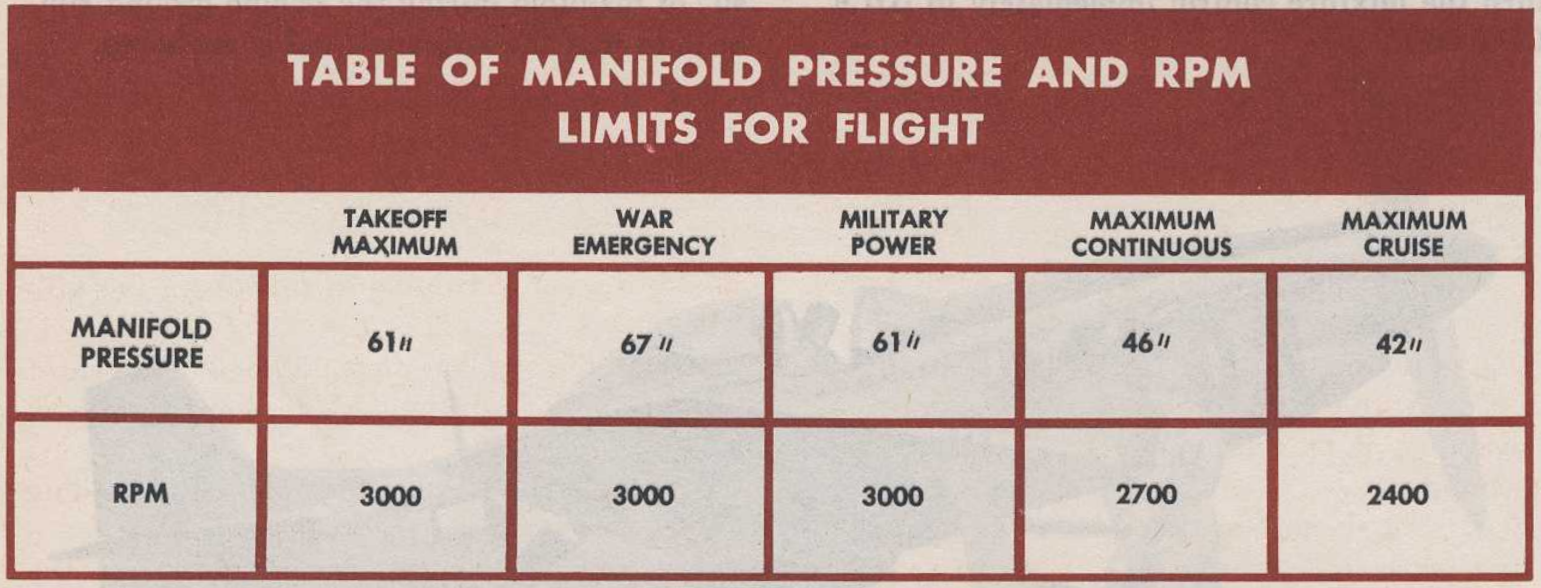 TABLE OF MANIFOLD PRESSURE AND RPM
LIMITS FOR FLIGHT
TAKEOFF MAXIMUM WAR EMERGENCY MILITARY POWER MAXIMUM CONTINUOUS MAXIMUM CRUISE
MANIFOLD PRESSURE 61" 67" 61" 46" 42"
RPM 3000 3000 3000 2700 2400